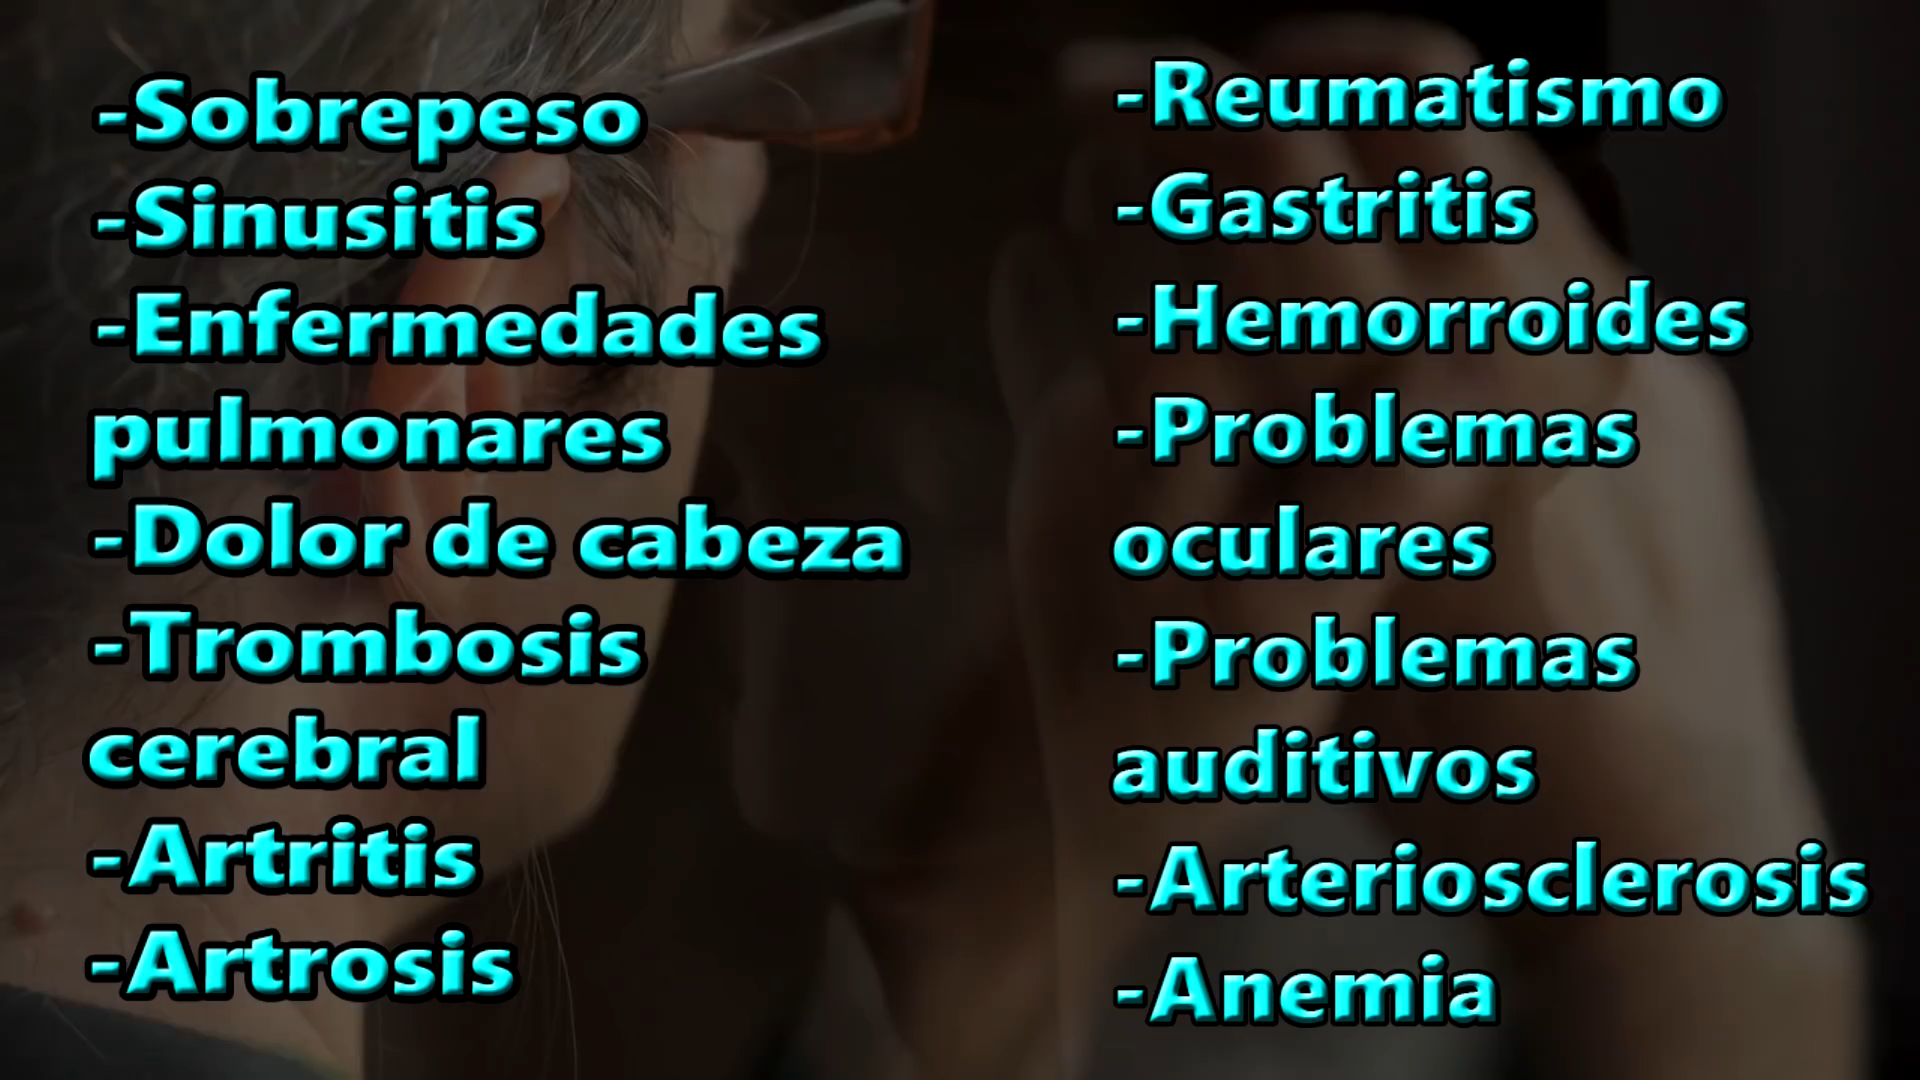 -Sobrepeso
-Sinusitis
-Enfermedades
pulmonares
-Dolor de cabeza
-Trombosis
cerebral
-Artritis
-Artrosis
-Reumatismo
-Gastritis
-Hemorroides
-Problemas
oculares
-Problemas
auditivos
-Arteriosclerosis
-Anemia